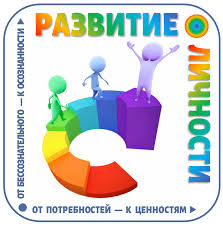 РАЗВИТИЕ
ЛИЧНОСТИ
ОТ БЕССОЗНАТЕЛЬНОГО — К ОСОЗНАННОСТИ
ОТ ПОТРЕБНОСТЕЙ — К ЦЕННОСТЯМ